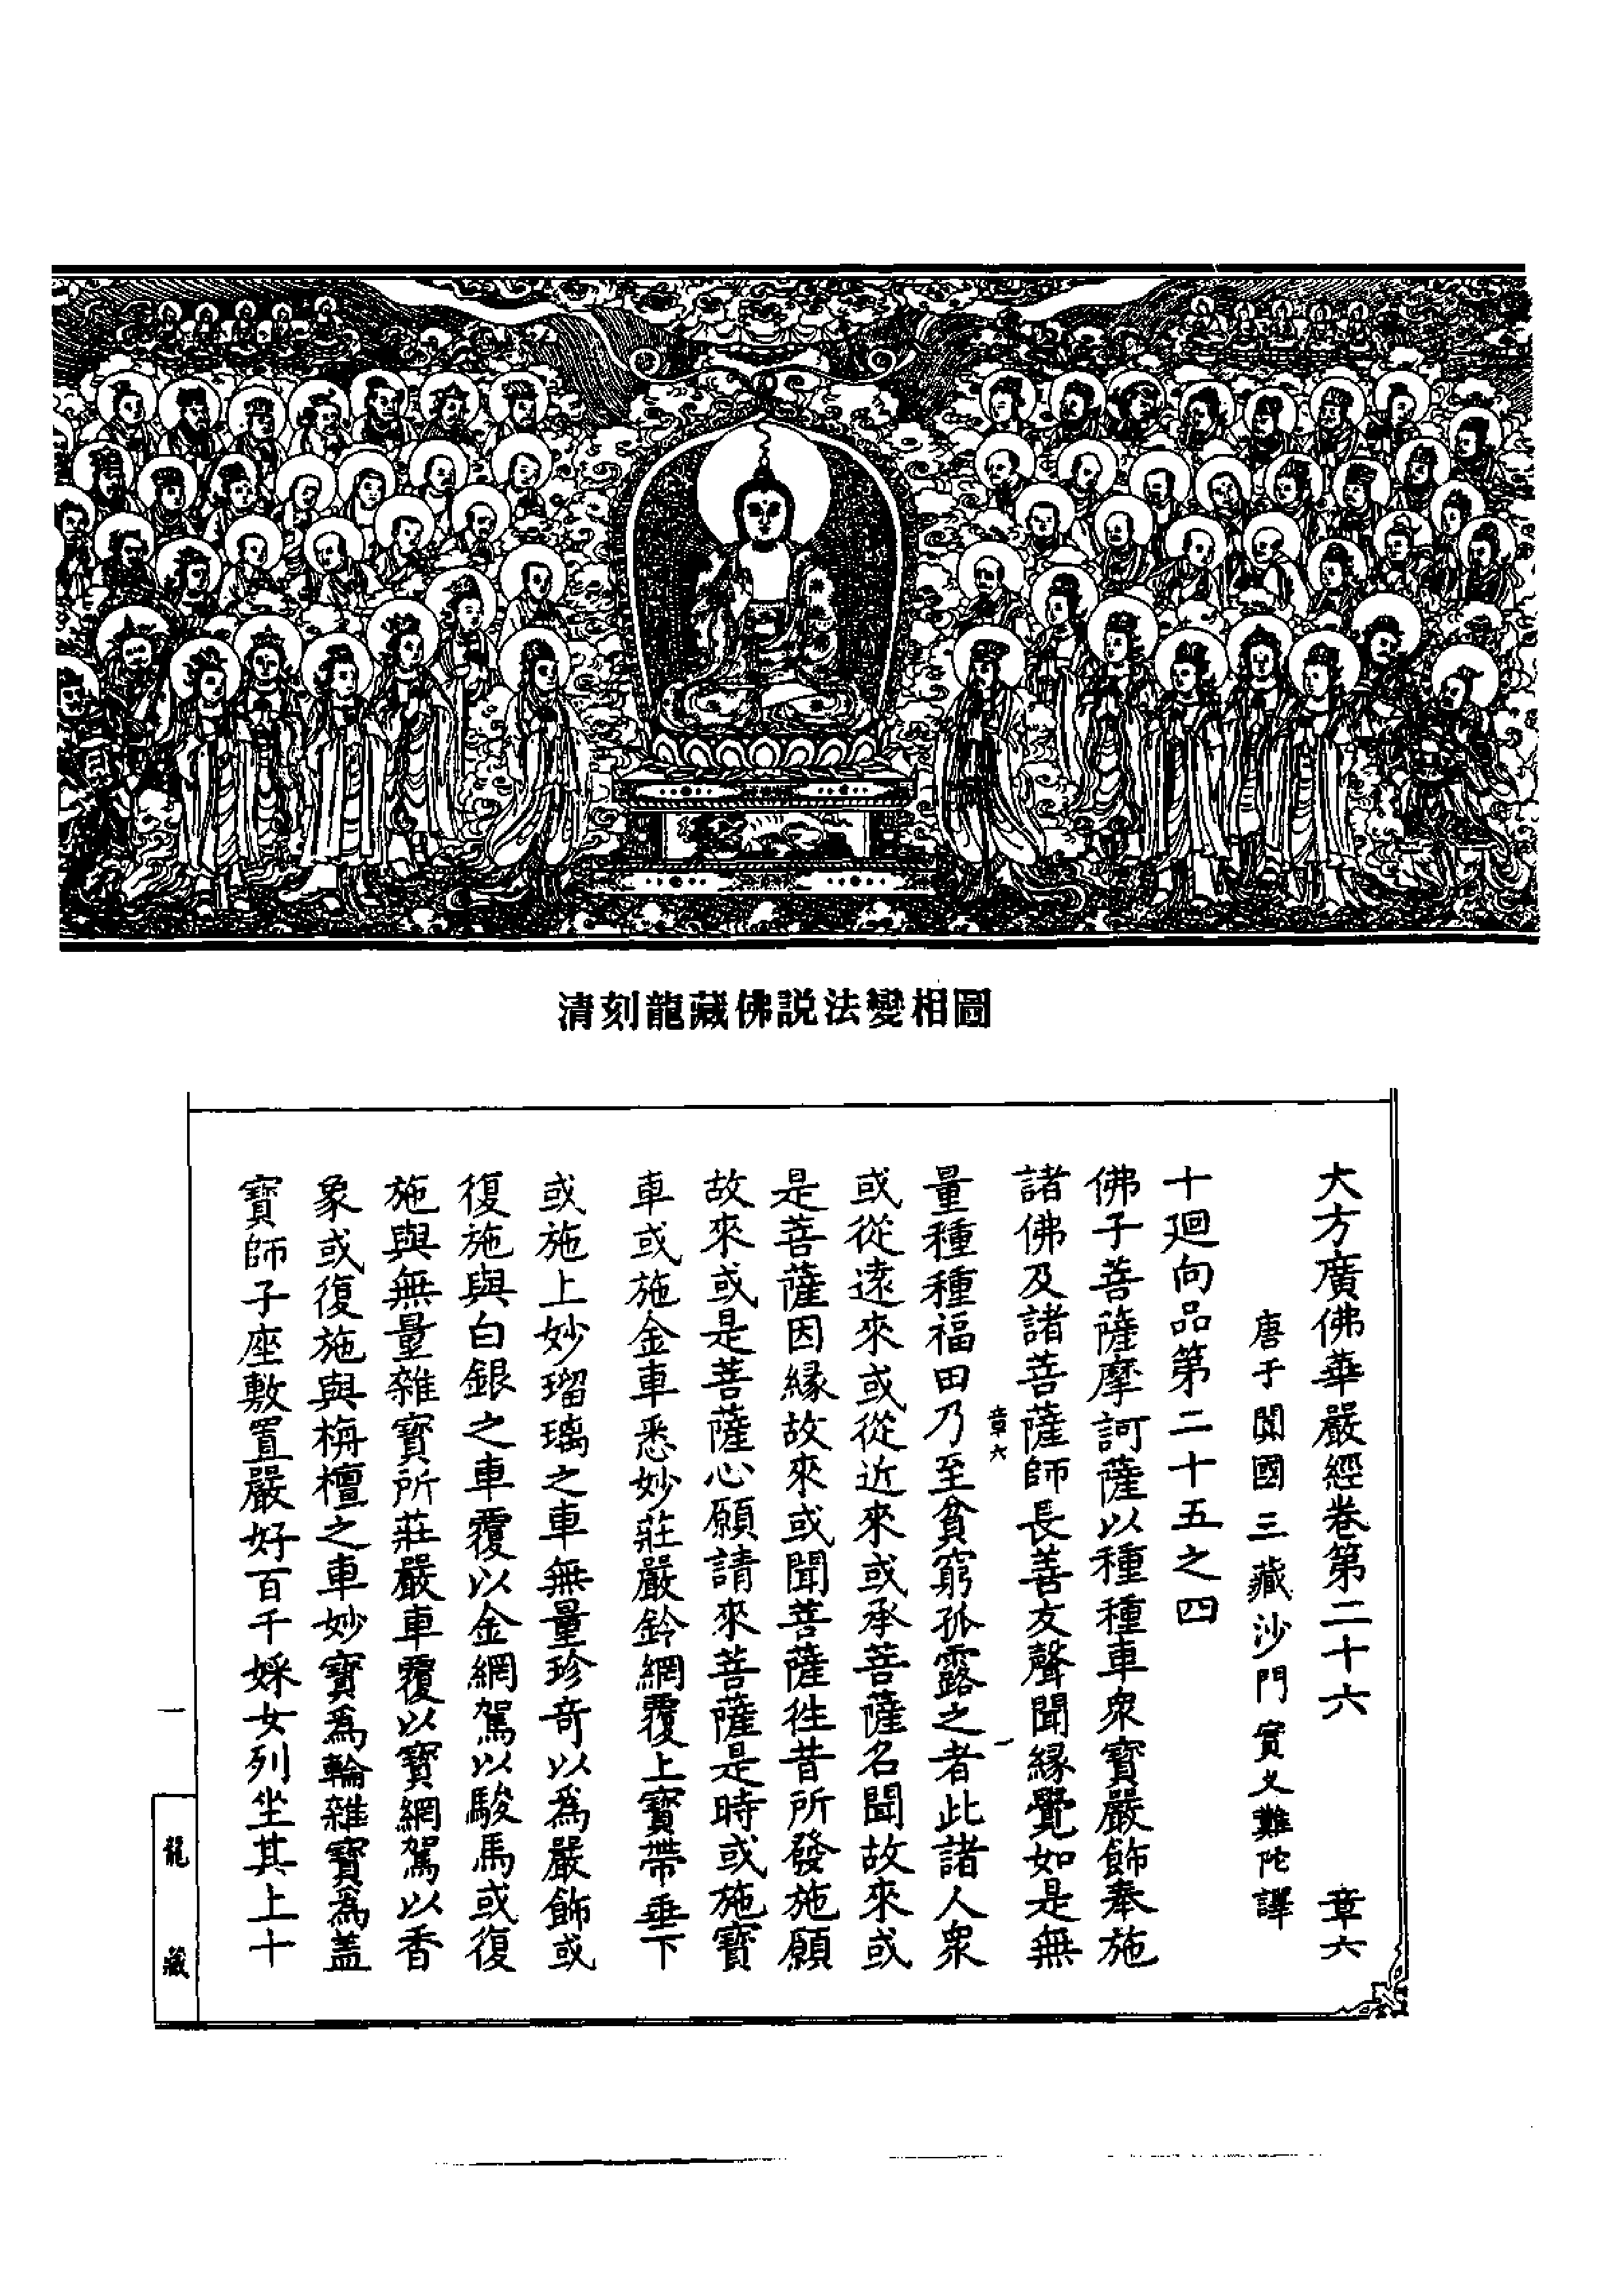 清刻龍藏佛説法變相圖
大方廣佛華嚴經卷第二十六 章六
唐于闐國三藏沙門實叉難陀譯
十廻向品第二十五之四
佛子菩薩摩訶薩以種種車衆寶嚴飾奉施
諸佛及諸菩薩師長善友聲聞緣覺如是無
章六 一
量種種福田乃至貧窮孤露之者此諸人衆
或從遠來或從近來或承菩薩名聞故來或
是菩薩因緣故來或聞菩薩徃昔所發施願
故來或是菩薩心願請來菩薩是時或施寶
車或施金車悉妙莊嚴鈴網覆上寶帶垂下
或施上妙瑠璃之車無量珍奇以為嚴飾或
復施與白銀之車覆以金網駕以駿馬或復
施與無量雜寶所莊嚴車覆以寶網駕以香
象或復施與栴檀之車妙寶為輪雜寶為蓋
寶師子座敷置嚴好百千婇女列坐其上十
一
龍藏